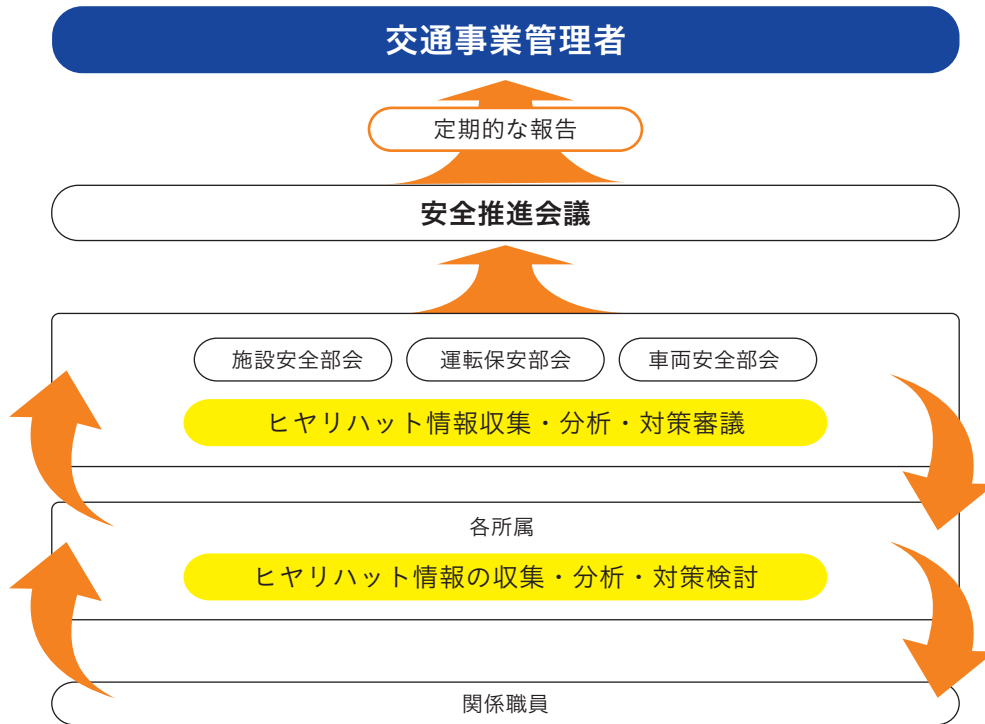 交通事業管理者
定期的な報告
安全推進会議
施設安全部会 運転保安部会 車両安全部会
ヒヤリハット情報収集・分析・対策審議
各所属
ヒヤリハット情報の収集・分析・対策検討
関係職員